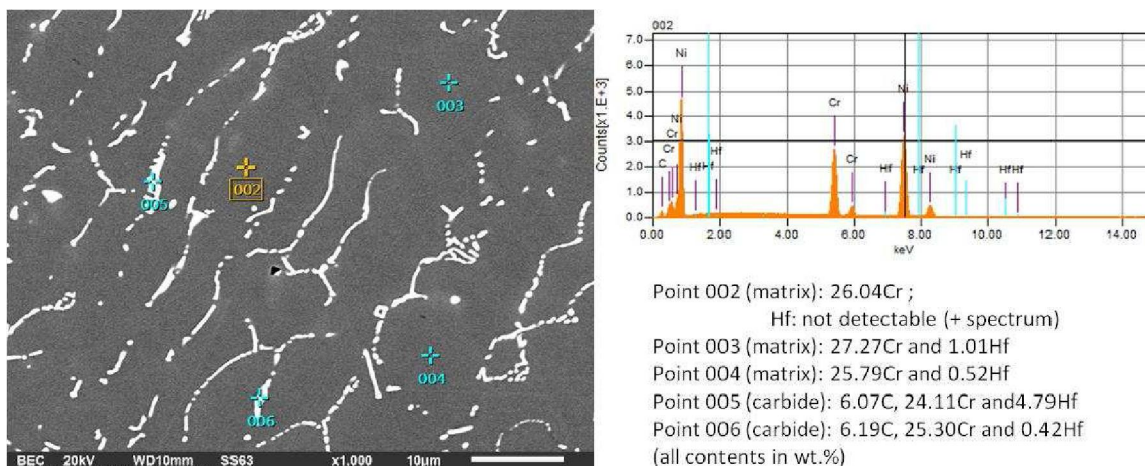 003
002
005
004
006
BEC 20kV WD10mm SS63 x1,000 10µm
002
7.0
6.0
5.0
4.0
3.0
2.0
1.0
0.0
Counts[x1.E+3]
Ni
Ni
Cr
Cr
C
Hf
Hf
Hf
Cr
Cr
Hf
Ni
Hf
Ni
Hf
Hf
Hf
Hf
0.00 2.00 4.00 6.00 8.00 10.00 12.00 14.00
keV
Point 002 (matrix): 26.04Cr ;
Hf: not detectable (+ spectrum)
Point 003 (matrix): 27.27Cr and 1.01Hf
Point 004 (matrix): 25.79Cr and 0.52Hf
Point 005 (carbide): 6.07C, 24.11Cr and4.79Hf
Point 006 (carbide): 6.19C, 25.30Cr and 0.42Hf
(all contents in wt.%)